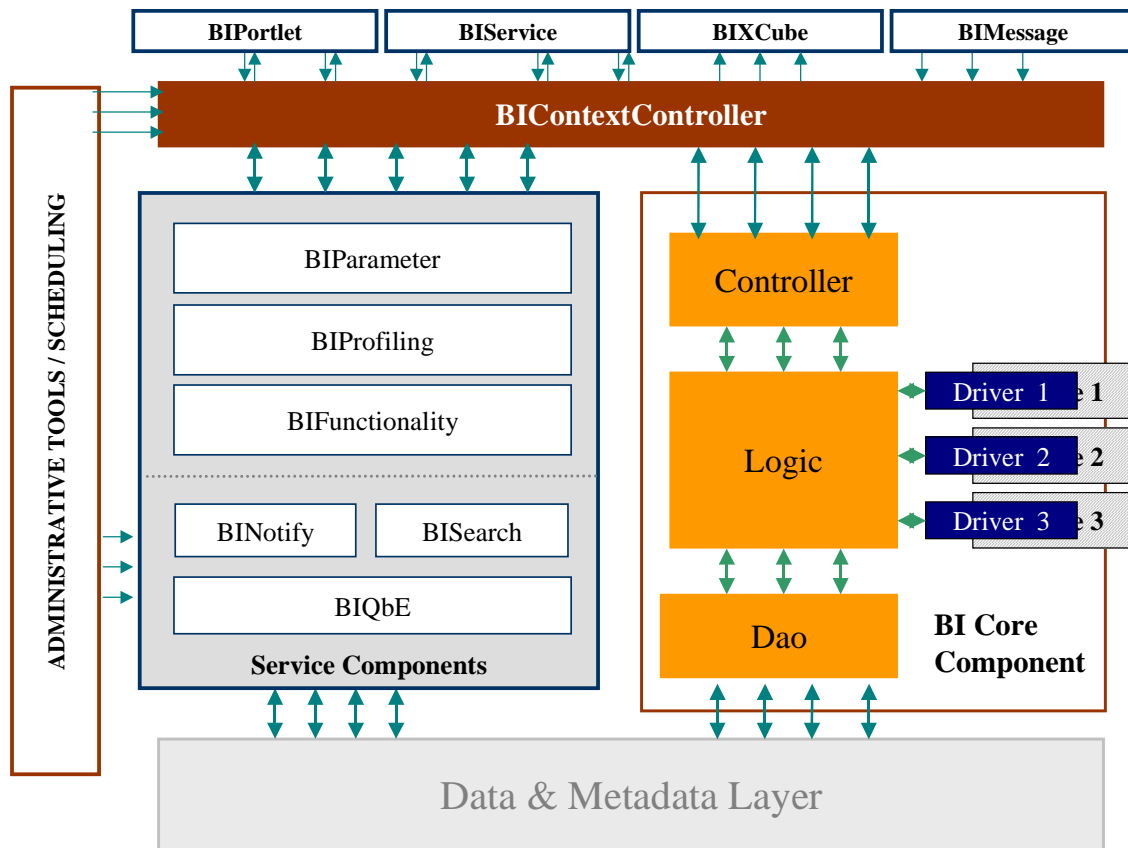 BIPortlet
BIService
BIXCube
BIMessage
BIContextController
ADMINISTRATIVE TOOLS / SCHEDULING
BIParameter
BIProfiling
BIFunctionality
BINotify
BISearch
BIQbE
Service Components
Controller
Logic
Dao
Driver 1
1
Driver 2
2
Driver 3
3
BI Core
Component
Data & Metadata Layer